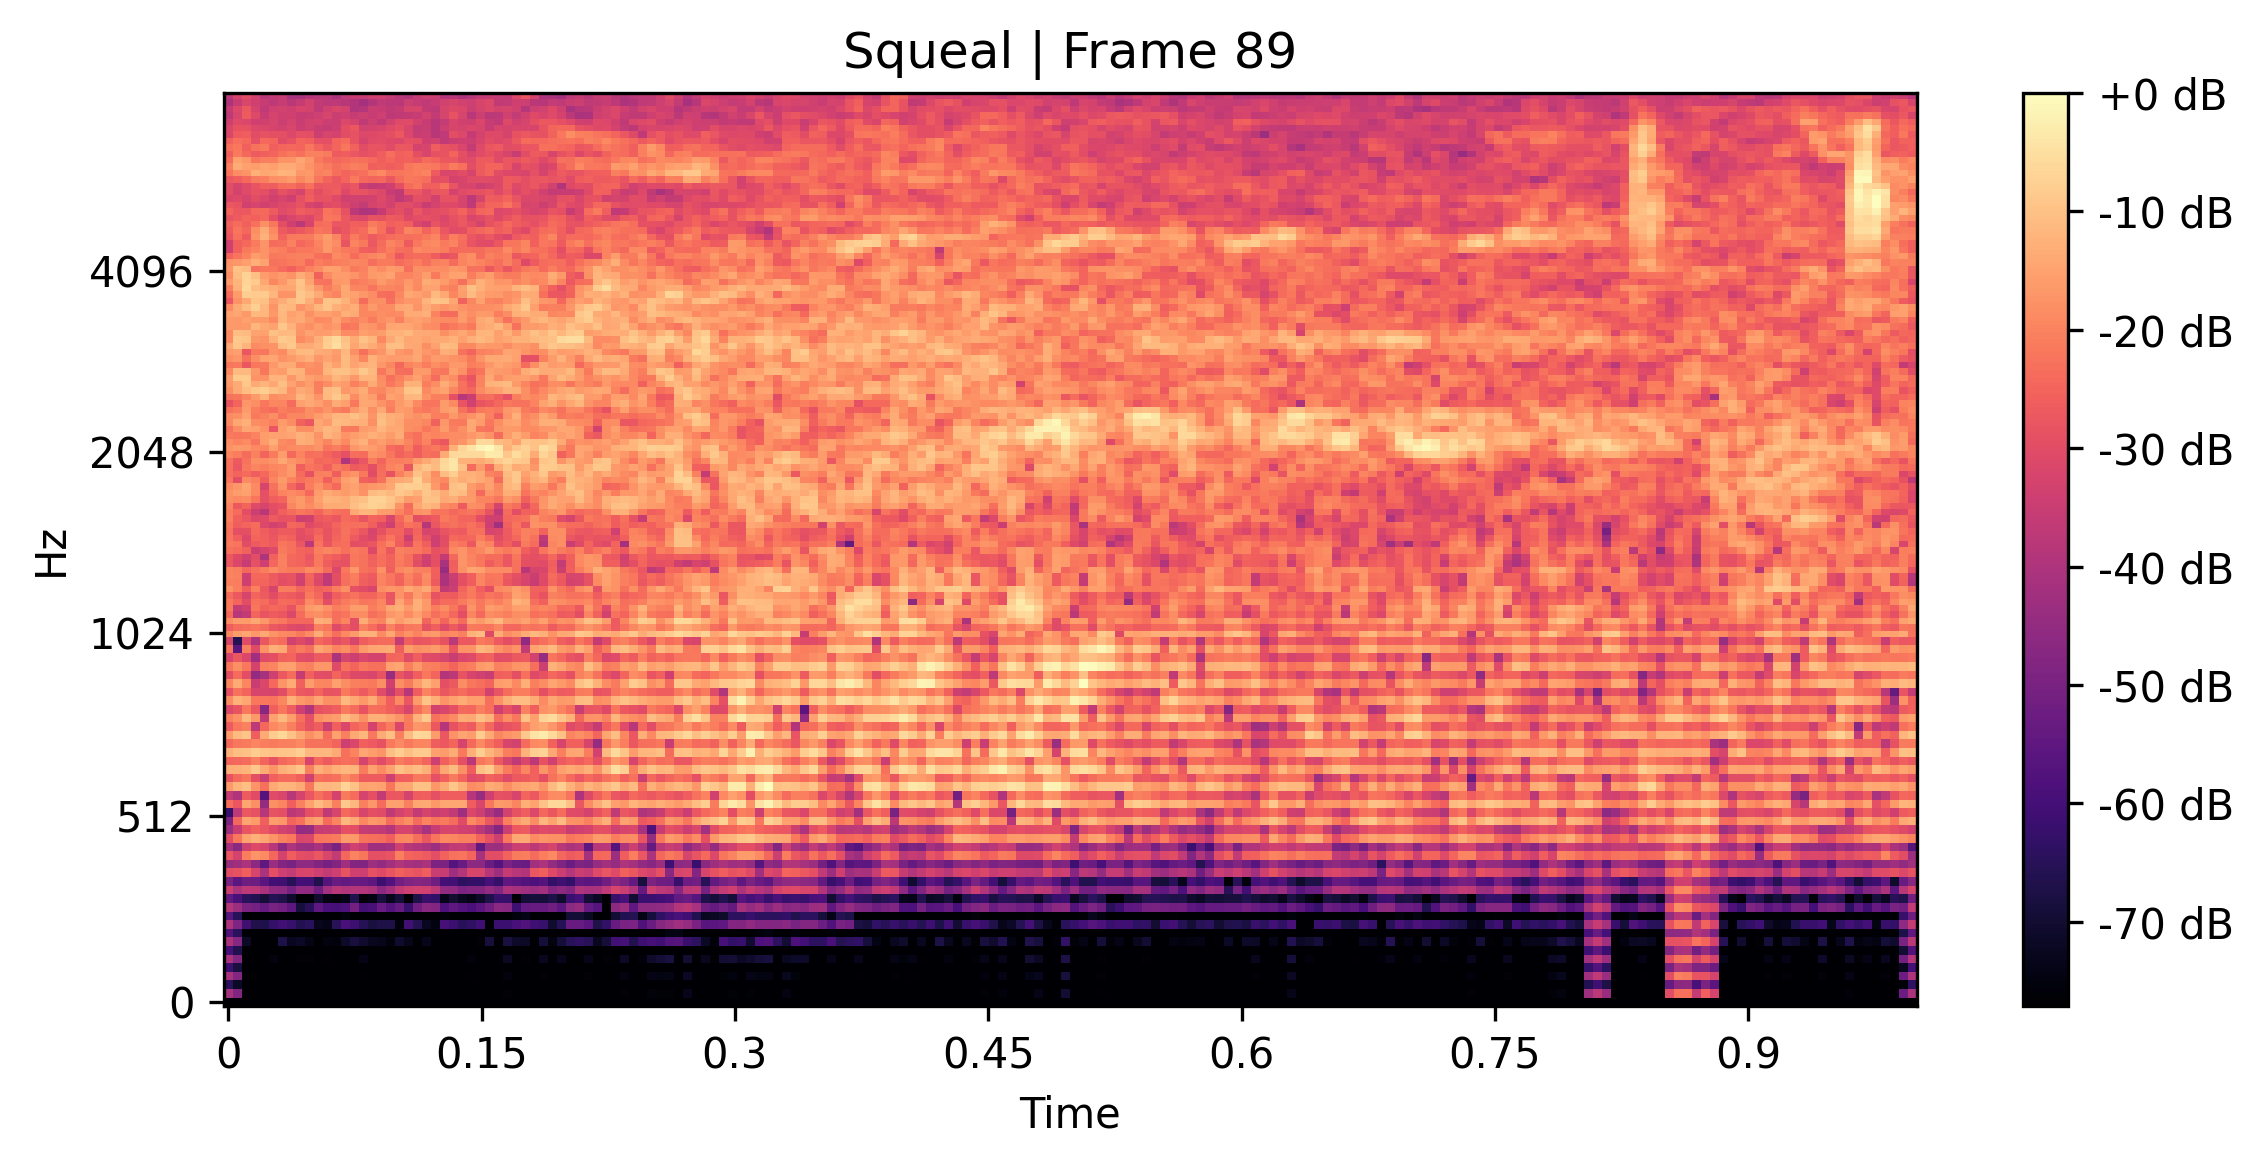 Squeal | Frame 89
Hz
4096
2048
1024
512
0
0 0.15 0.3 0.45 0.6 0.75 0.9
Time
+0 dB
-10 dB
-20 dB
-30 dB
-40 dB
-50 dB
-60 dB
-70 dB